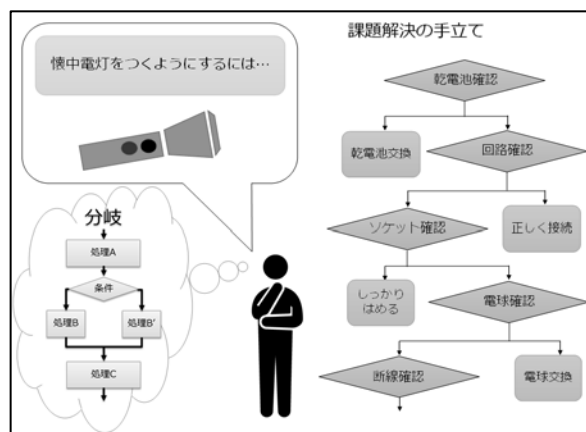 懐中電灯をつくようにするには…
分岐
処理A
条件
処理B
処理B'
処理C
課題解決の手立て
乾電池確認
乾電池交換
回路確認
ソケット確認
正しく接続
しっかり
はめる
電球確認
断線確認
電球交換